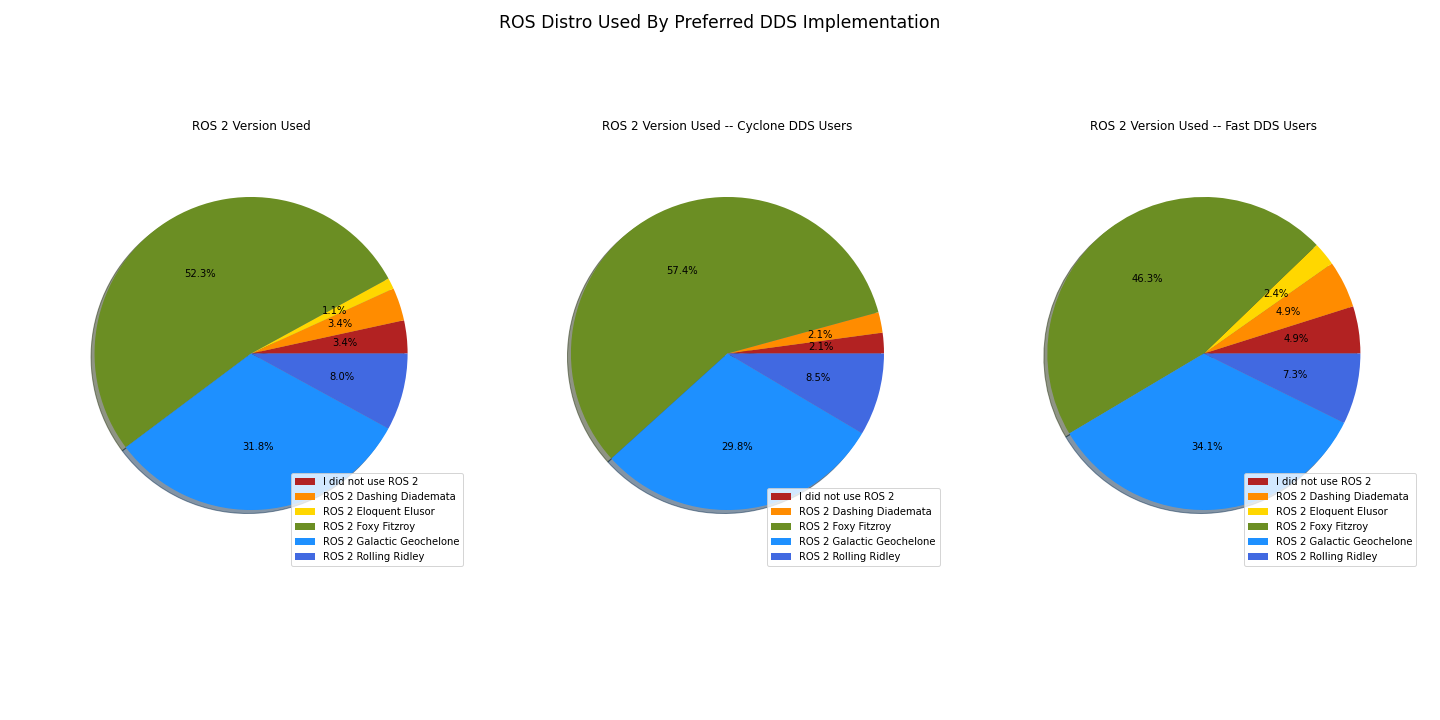 ROS Distro Used By Preferred DDS Implementation
ROS 2 Version Used
52.3%
1.1%
3.4%
3.4%
8.0%
31.8%
I did not use ROS 2
ROS 2 Dashing Diademata
ROS 2 Eloquent Elusor
ROS 2 Foxy Fitzroy
ROS 2 Galactic Geochelone
ROS 2 Rolling Ridley
ROS 2 Version Used -- Cyclone DDS Users
57.4%
2.1%
2.1%
8.5%
29.8%
I did not use ROS 2
ROS 2 Dashing Diademata
ROS 2 Foxy Fitzroy
ROS 2 Galactic Geochelone
ROS 2 Rolling Ridley
ROS 2 Version Used -- Fast DDS Users
46.3%
2.4%
4.9%
4.9%
7.3%
34.1%
I did not use ROS 2
ROS 2 Dashing Diademata
ROS 2 Eloquent Elusor
ROS 2 Foxy Fitzroy
ROS 2 Galactic Geochelone
ROS 2 Rolling Ridley